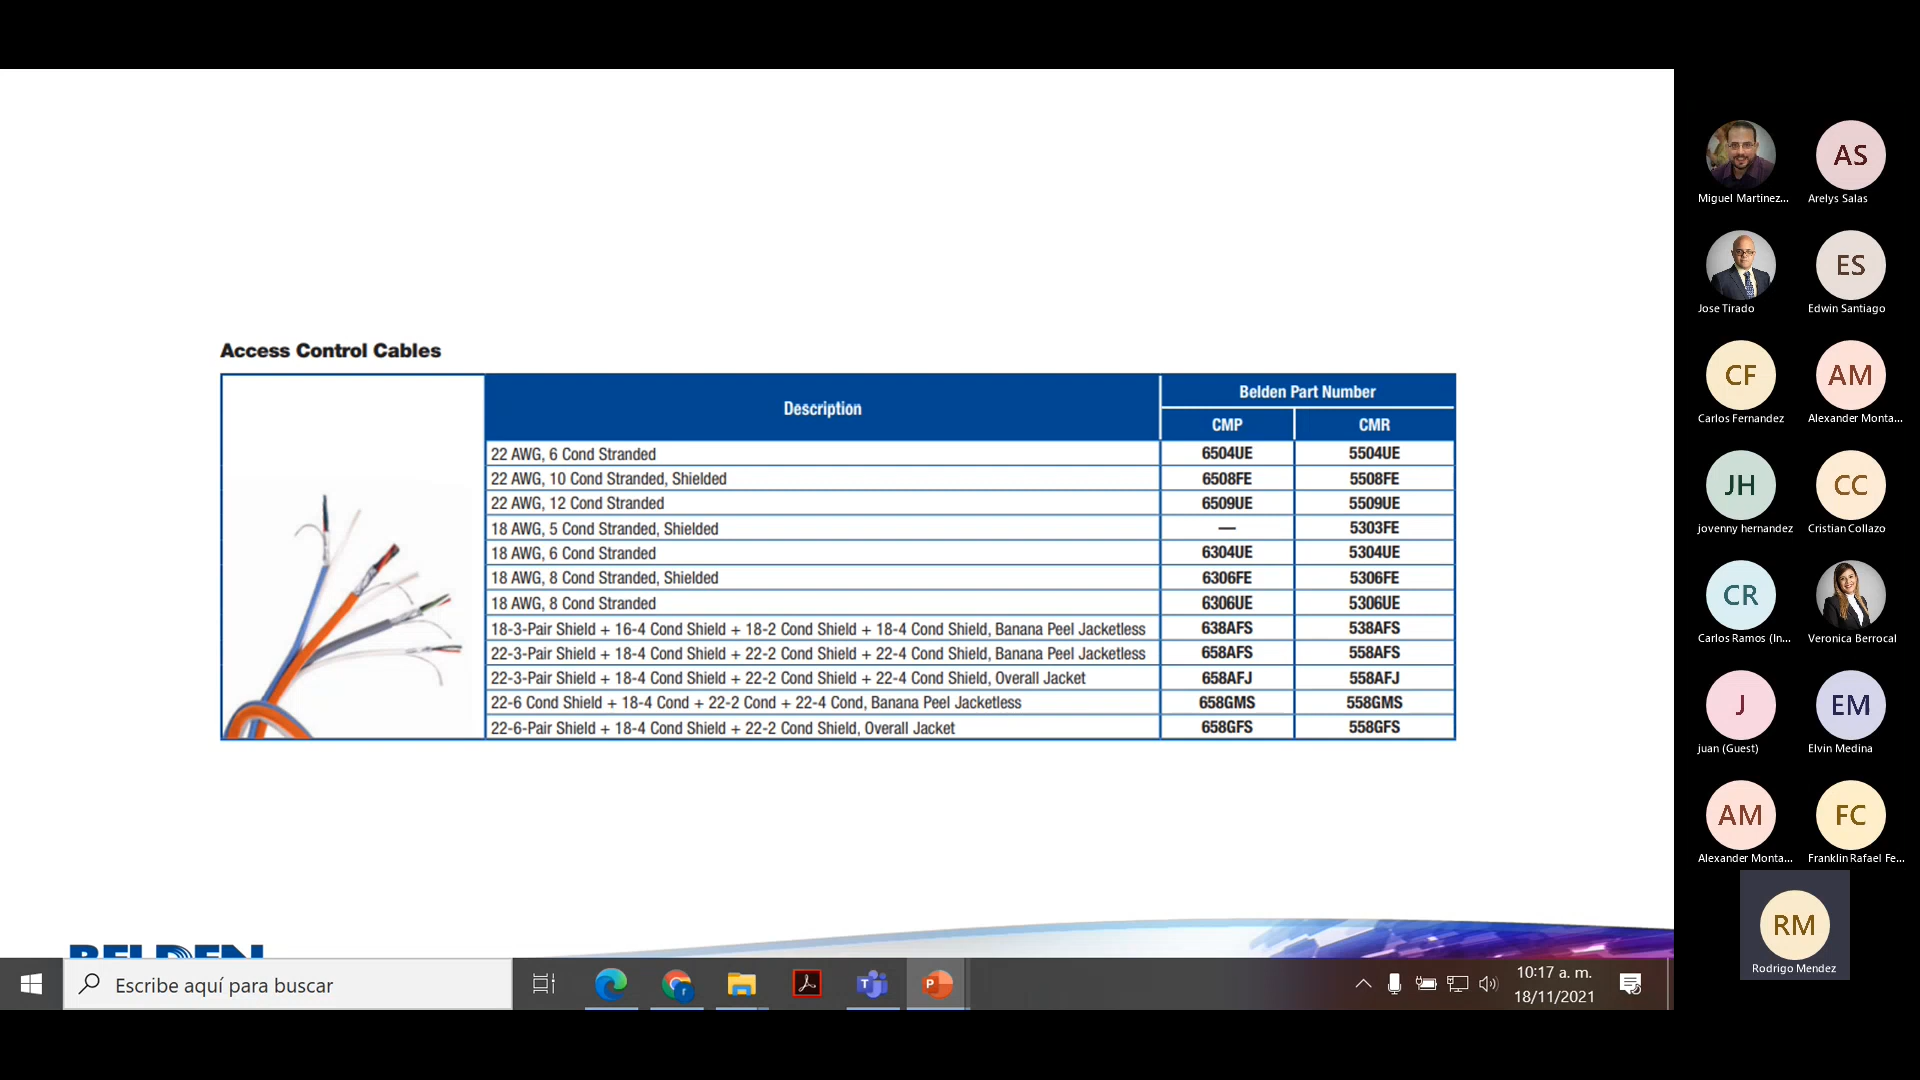 Access Control Cables
Description
Belden Part Number
CMP CMR
22 AWG, 6 Cond Stranded 6504UE 5504UE
22 AWG, 10 Cond Stranded, Shielded 6508FE 5508FE
22 AWG, 12 Cond Stranded 6509UE 5509UE
18 AWG, 5 Cond Stranded, Shielded — 5303FE
18 AWG, 6 Cond Stranded 6304UE 5304UE
18 AWG, 8 Cond Stranded, Shielded 6306FE 5306FE
18 AWG, 8 Cond Stranded 6306UE 5306UE
18-3-Pair Shield + 16-4 Cond Shield + 18-2 Cond Shield + 18-4 Cond Shield, Banana Peel Jacketless 638AFS 538AFS
22-3-Pair Shield + 18-4 Cond Shield + 22-2 Cond Shield + 22-4 Cond Shield, Banana Peel Jacketless 658AFS 558AFS
22-3-Pair Shield + 18-4 Cond Shield + 22-2 Cond Shield + 22-4 Cond Shield, Overall Jacket 658AFJ 558AFJ
22-6 Cond Shield + 18-4 Cond + 22-2 Cond + 22-4 Cond, Banana Peel Jacketless 658GMS 558GMS
22-6-Pair Shield + 18-4 Cond Shield + 22-2 Cond Shield, Overall Jacket 658GFS 558GFS
BELDEN
Escribe aquí para buscar
10:17 a. m.
18/11/2021
AS
Miguel Martinez... Arelys Salas
ES
Jose Tirado Edwin Santiago
CF AM
Carlos Fernandez Alexander Monta...
JH CC
jovenny hernandez Cristian Collazo
CR
Carlos Ramos (In... Veronica Berrocal
J EM
juan (Guest) Elvin Medina
AM FC
Alexander Monta... Franklin Rafael Fe...
RM
Rodrigo Mendez